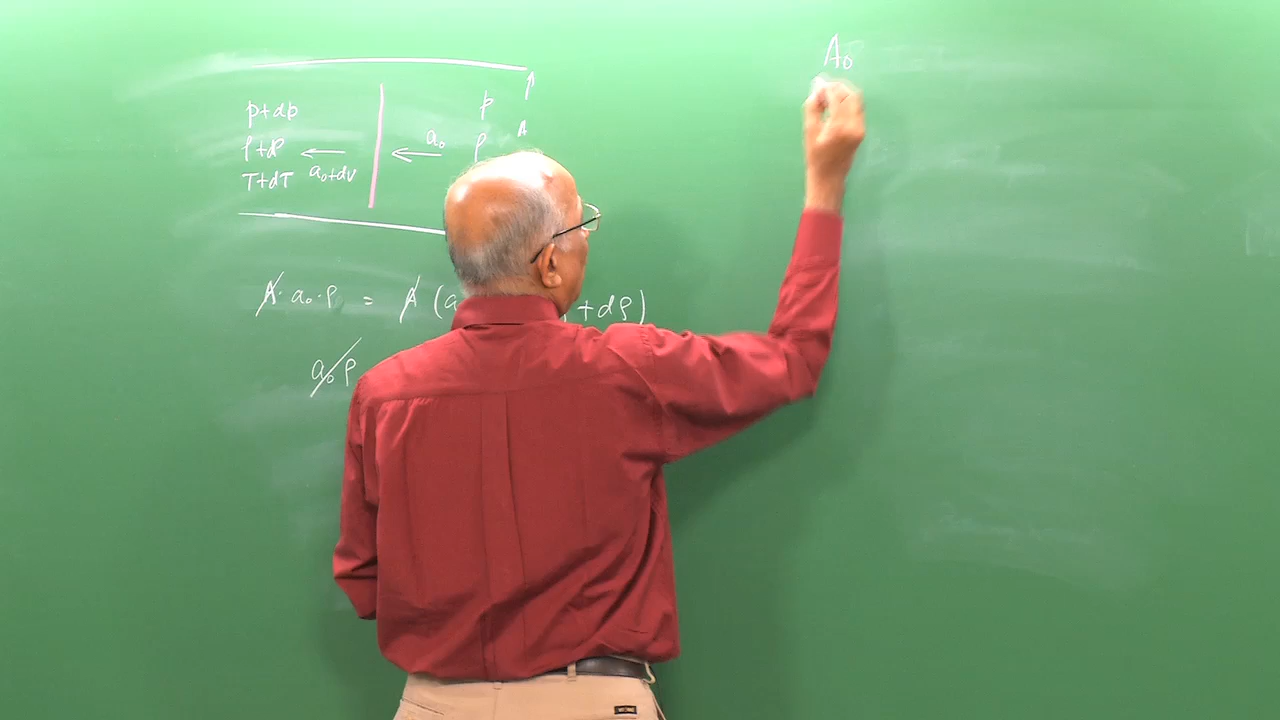 A₀
p+dp
p
ρ+dρ
a₀
ρ
A
T+dT
a₀+dv
A · a₀ · ρ = A (a
+dρ)
a₀ρ